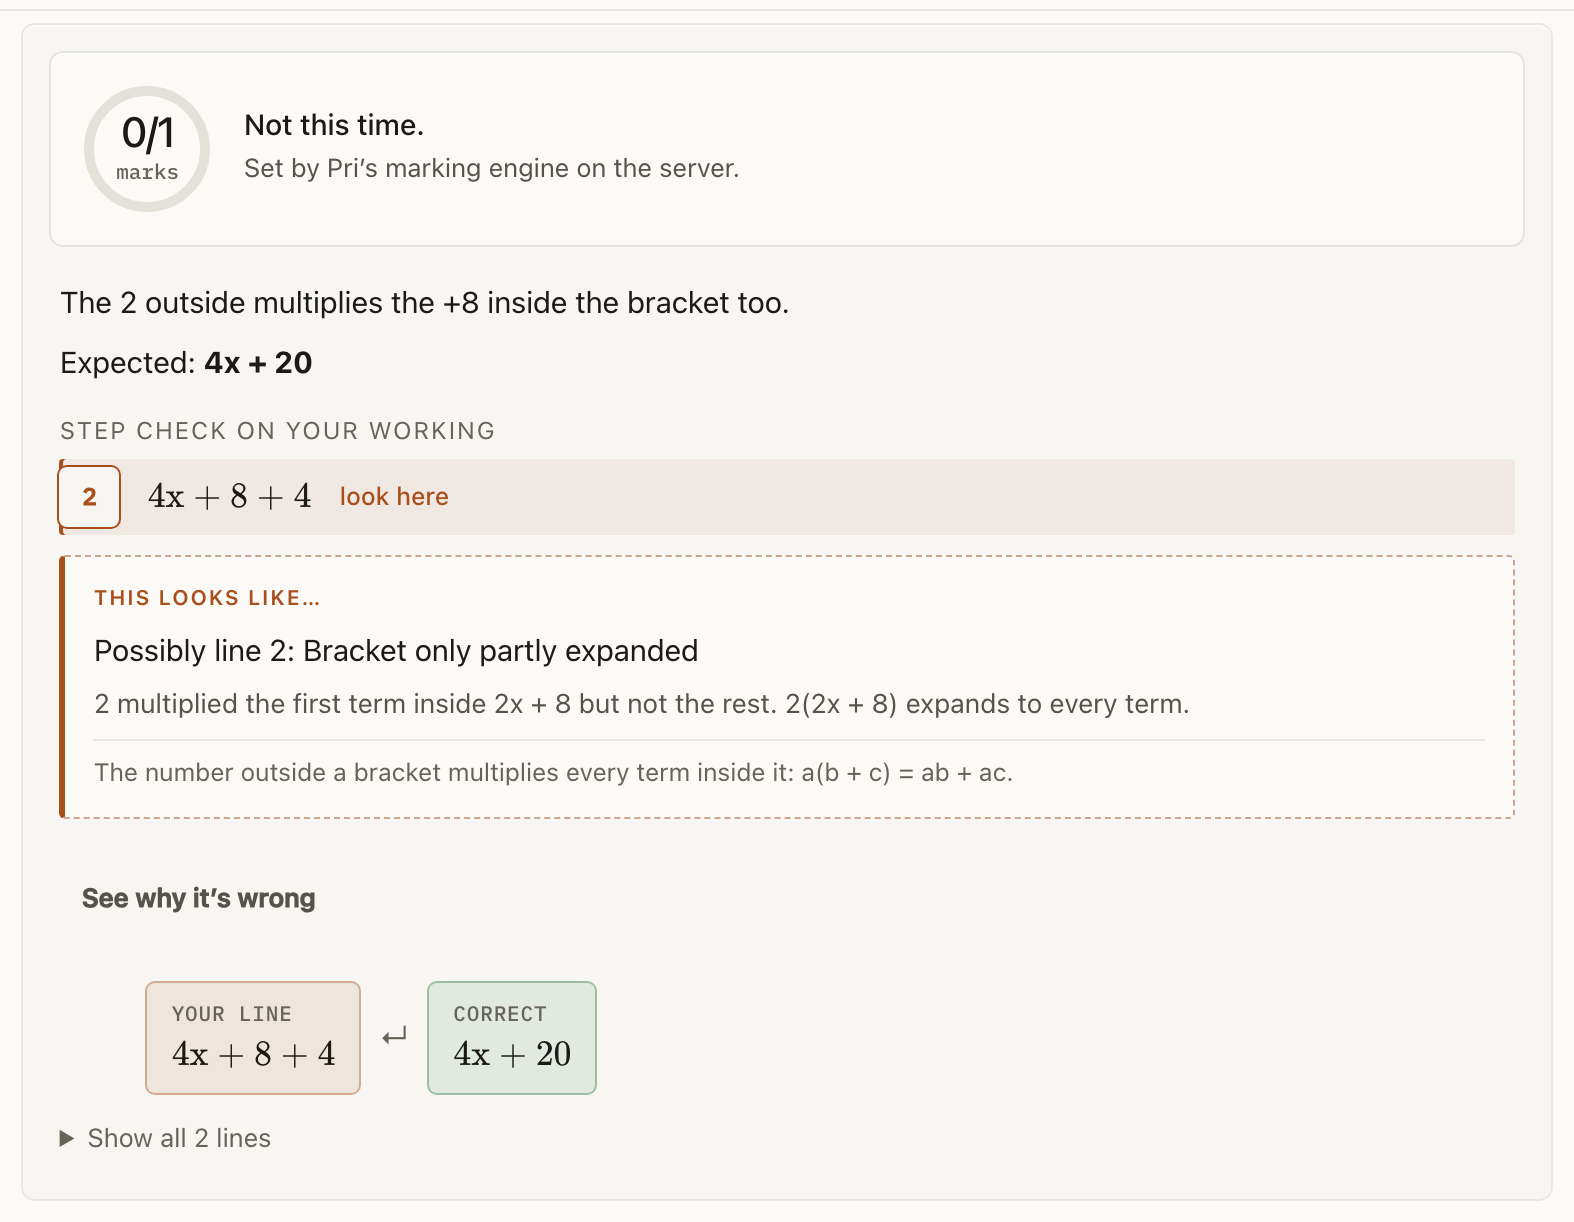 0/1
marks
Not this time.
Set by Pri’s marking engine on the server.
The 2 outside multiplies the +8 inside the bracket too.
Expected: 4x + 20
STEP CHECK ON YOUR WORKING
2 4x + 8 + 4 look here
THIS LOOKS LIKE…
Possibly line 2: Bracket only partly expanded
2 multiplied the first term inside 2x + 8 but not the rest. 2(2x + 8) expands to every term.
The number outside a bracket multiplies every term inside it: a(b + c) = ab + ac.
See why it’s wrong
YOUR LINE
4x + 8 + 4
CORRECT
4x + 20
Show all 2 lines